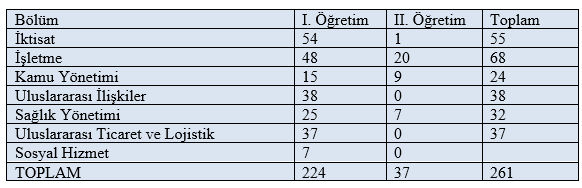 Bölüm I. Öğretim II. Öğretim Toplam
İktisat 54 1 55
İşletme 48 20 68
Kamu Yönetimi 15 9 24
Uluslararası İlişkiler 38 0 38
Sağlık Yönetimi 25 7 32
Uluslararası Ticaret ve Lojistik 37 0 37
Sosyal Hizmet 7 0
TOPLAM 224 37 261